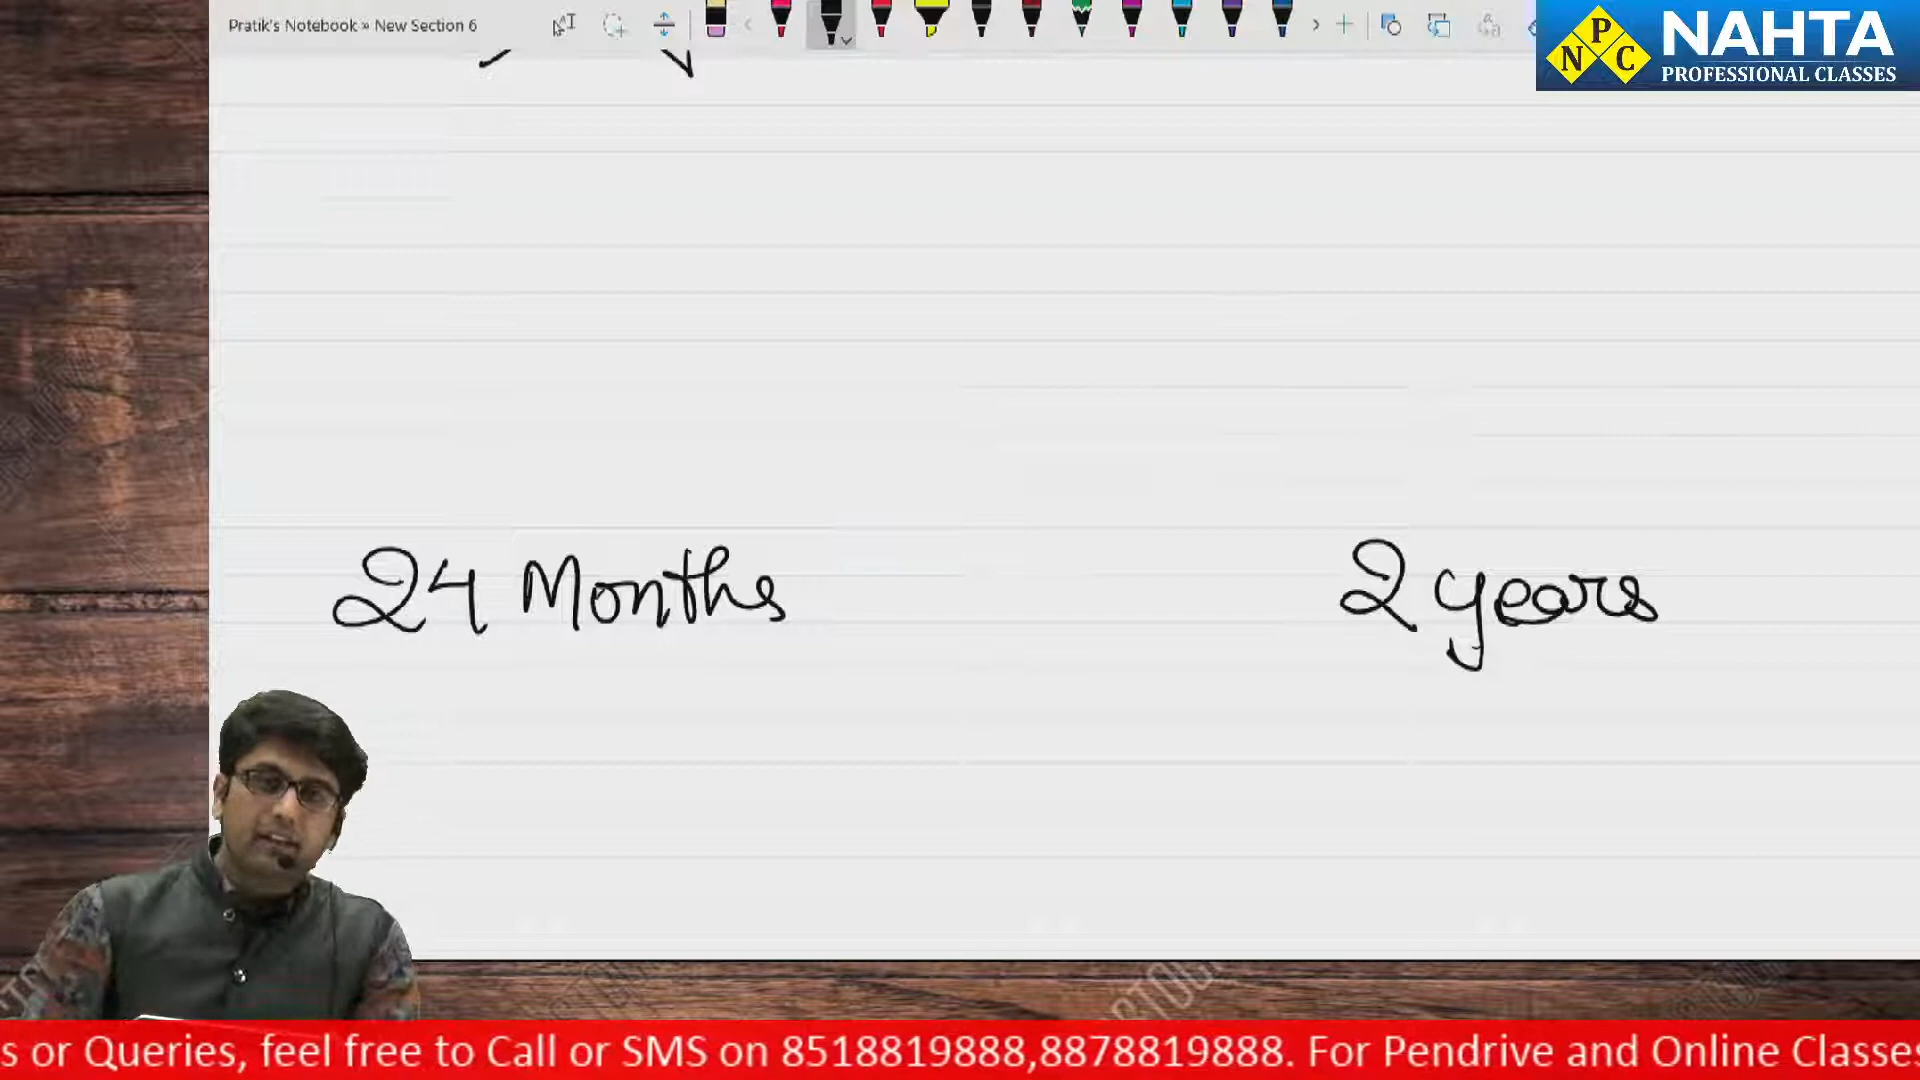 Pratik's Notebook » New Section 6
N P C
NAHTA
PROFESSIONAL CLASSES
24 Months
2 years
s or Queries, feel free to Call or SMS on 8518819888,8878819888. For Pendrive and Online Classes